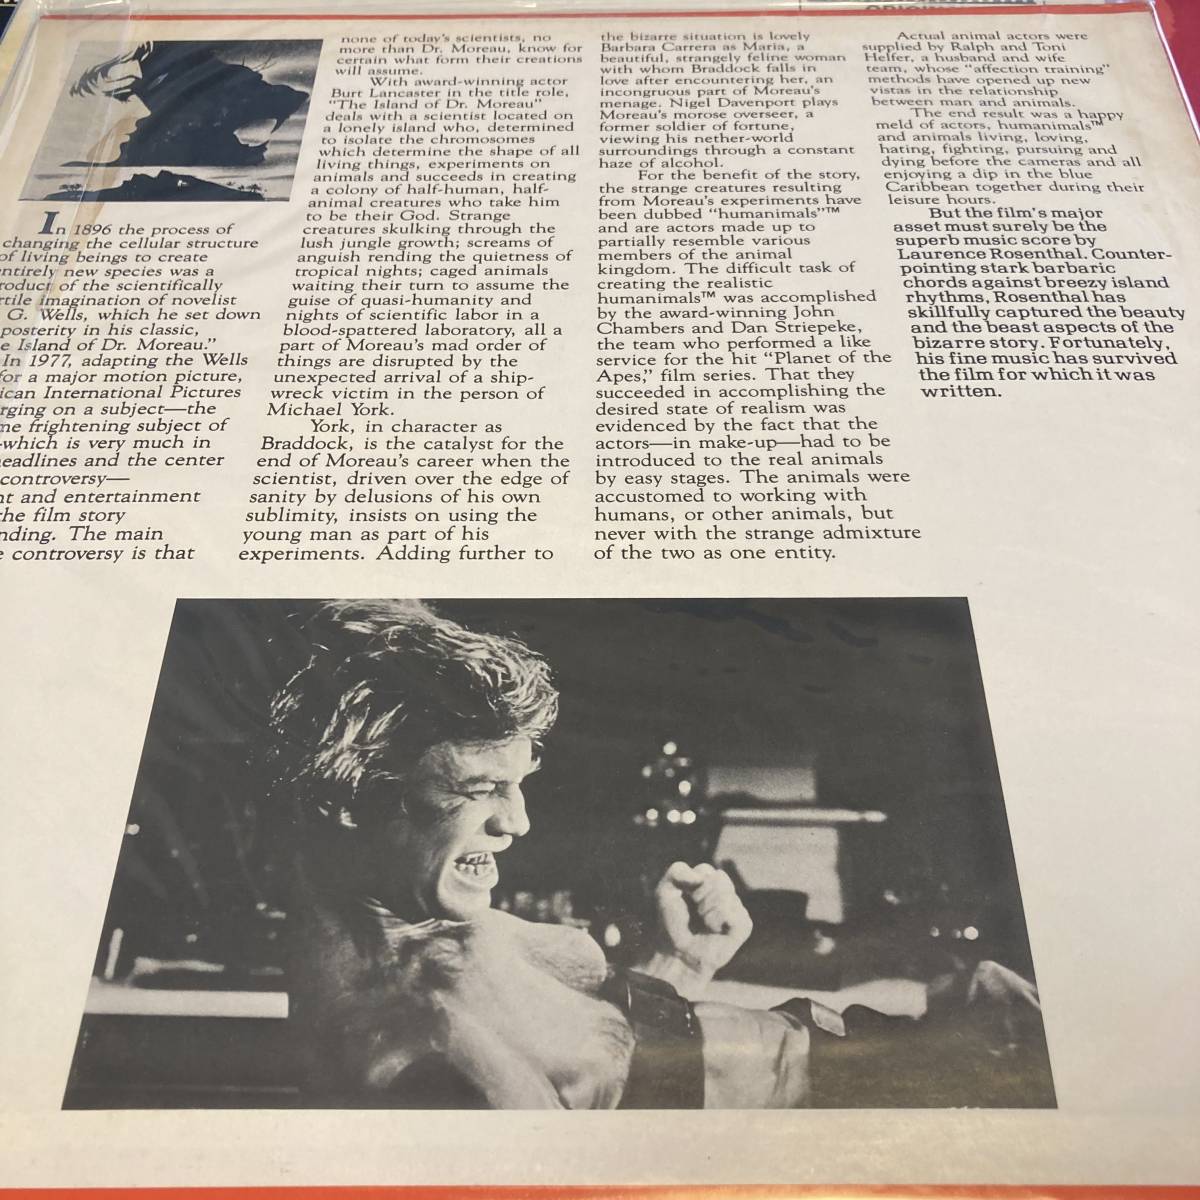 In 1896 the process of
changing the cellular structure
of living beings to create
entirely new species was a
product of the scientifically
rtile imagination of novelist
G. Wells, which he set down
posterity in his classic,
e Island of Dr. Moreau."
In 1977, adapting the Wells
for a major motion picture,
ican International Pictures
rging on a subject—the
me frightening subject of
—which is very much in
headlines and the center
controversy—
nt and entertainment
the film story
nding. The main
e controversy is that
none of today's scientists, no
more than Dr. Moreau, know for
certain what form their creations
will assume.
With award-winning actor
Burt Lancaster in the title role,
"The Island of Dr. Moreau"
deals with a scientist located on
a lonely island who, determined
to isolate the chromosomes
which determine the shape of all
living things, experiments on
animals and succeeds in creating
a colony of half-human, half-
animal creatures who take him
to be their God. Strange
creatures skulking through the
lush jungle growth; screams of
anguish rending the quietness of
tropical nights; caged animals
waiting their turn to assume the
guise of quasi-humanity and
nights of scientific labor in a
blood-spattered laboratory, all a
part of Moreau's mad order of
things are disrupted by the
unexpected arrival of a ship-
wreck victim in the person of
Michael York.
York, in character as
Braddock, is the catalyst for the
end of Moreau's career when the
scientist, driven over the edge of
sanity by delusions of his own
sublimity, insists on using the
young man as part of his
experiments. Adding further to
the bizarre situation is lovely
Barbara Carrera as Maria, a
beautiful, strangely feline woman
with whom Braddock falls in
love after encountering her, an
incongruous part of Moreau's
menage. Nigel Davenport plays
Moreau's morose overseer, a
former soldier of fortune,
viewing his nether-world
surroundings through a constant
haze of alcohol.
For the benefit of the story,
the strange creatures resulting
from Moreau's experiments have
been dubbed "humanimals"™
and are actors made up to
partially resemble various
members of the animal
kingdom. The difficult task of
creating the realistic
humanimals™ was accomplished
by the award-winning John
Chambers and Dan Striepeke,
the team who performed a like
service for the hit "Planet of the
Apes," film series. That they
succeeded in accomplishing the
desired state of realism was
evidenced by the fact that the
actors—in make-up—had to be
introduced to the real animals
by easy stages. The animals were
accustomed to working with
humans, or other animals, but
never with the strange admixture
of the two as one entity.
Actual animal actors were
supplied by Ralph and Toni
Helfer, a husband and wife
team, whose "affection training"
methods have opened up new
vistas in the relationship
between man and animals.
The end result was a happy
meld of actors, humanimals™
and animals living, loving,
hating, fighting, pursuing and
dying before the cameras and all
enjoying a dip in the blue
Caribbean together during their
leisure hours.
But the film's major
asset must surely be the
superb music score by
Laurence Rosenthal. Counter-
pointing stark barbaric
chords against breezy island
rhythms, Rosenthal has
skillfully captured the beauty
and the beast aspects of the
bizarre story. Fortunately,
his fine music has survived
the film for which it was
written.